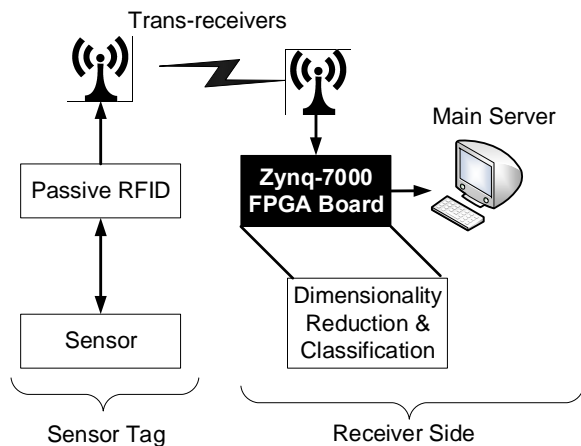 Trans-receivers
Main Server
Passive RFID
Zynq-7000
FPGA Board
Sensor
Dimensionality
Reduction &
Classification
Sensor Tag
Receiver Side